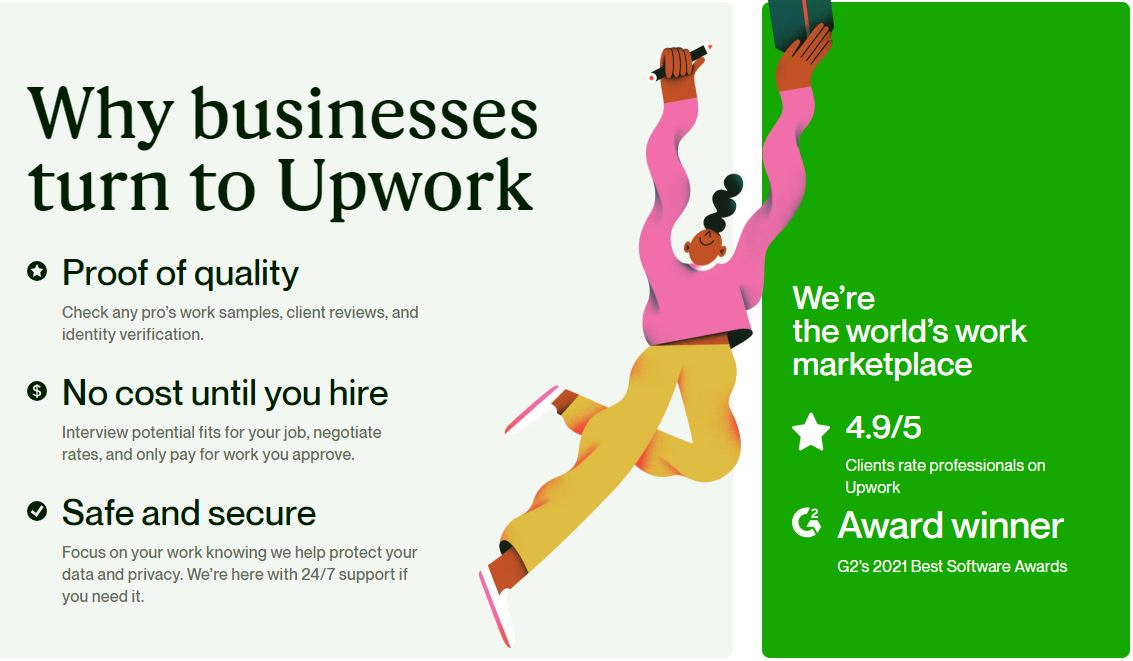 Why businesses
turn to Upwork
Proof of quality
Check any pro's work samples, client reviews, and
identity verification.
$
No cost until you hire
Interview potential fits for your job, negotiate
rates, and only pay for work you approve.
Safe and secure
Focus on your work knowing we help protect your
data and privacy. We're here with 24/7 support if
you need it.
We're
the world's work
marketplace
4.9/5
Clients rate professionals on
Upwork
G2
Award winner
G2's 2021 Best Software Awards